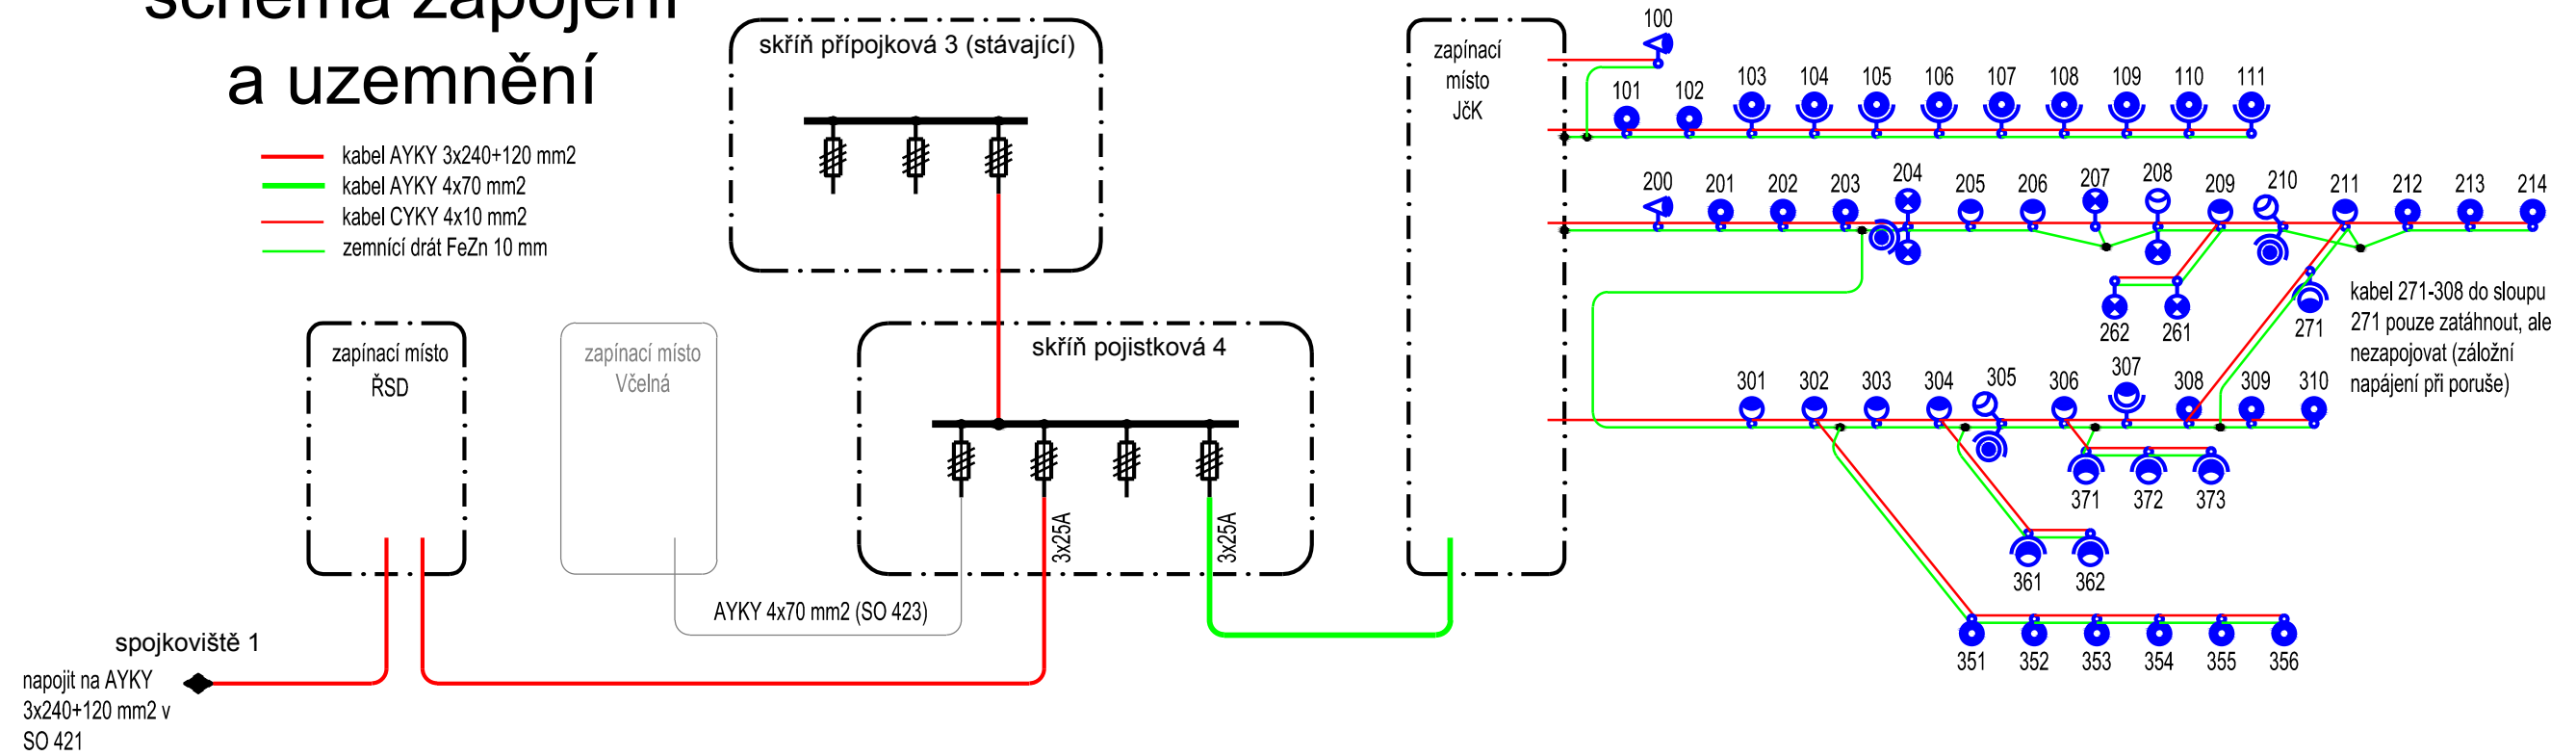 schéma zapojení
a uzemnění
kabel AYKY 3x240+120 mm2
kabel AYKY 4x70 mm2
kabel CYKY 4x10 mm2
zemnící drát FeZn 10 mm
skříň přípojková 3 (stávající)
zapínací místo
ŘSD
zapínací místo
Včelná
skříň pojistková 4
3x25A
3x25A
AYKY 4x70 mm2 (SO 423)
spojkoviště 1
napojit na AYKY
3x240+120 mm2 v
SO 421
zapínací
místo
JčK
100
101 102 103 104 105 106 107 108 109 110 111
200 201 202 203 204 205 206 207 208 209 210 211 212 213 214
262 261 271
kabel 271-308 do sloupu
271 pouze zatáhnout, ale
nezapojovat (záložní
napájení při poruše)
301 302 303 304 305 306 307 308 309 310
371 372 373
361 362
351 352 353 354 355 356